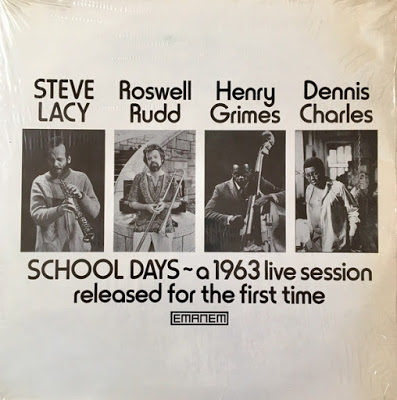 STEVE LACY
Roswell Rudd
Henry Grimes
Dennis Charles
SCHOOL DAYS ~ a 1963 live session
released for the first time
EMANEM